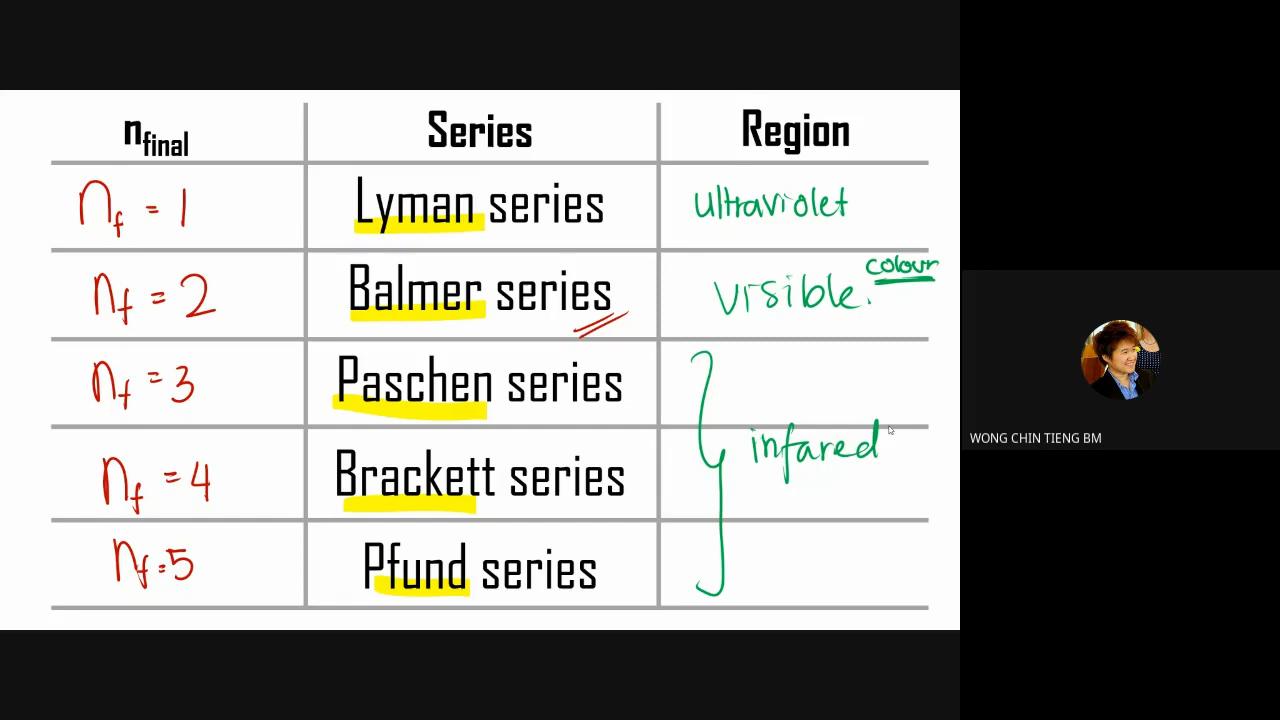 n final Series Region
nf = 1 Lyman series ultraviolet
nf = 2 Balmer series visible. colour
nf = 3 Paschen series
nf = 4 Brackett series infared
nf = 5 Pfund series
WONG CHIN TIENG BM